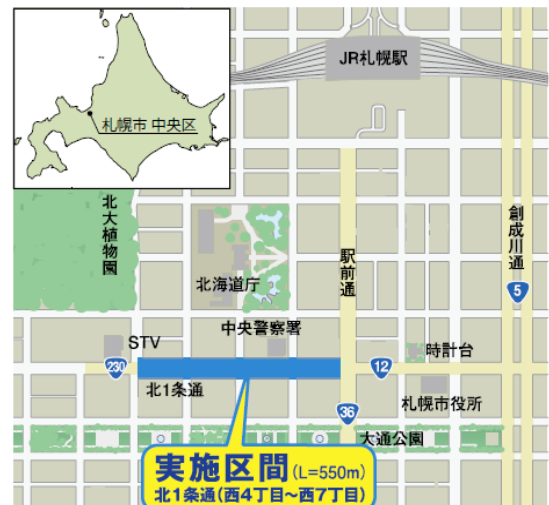 JR札幌駅
札幌市 中央区
北大植物園
北海道庁
駅前通
創成川通
5
中央警察署
STV
時計台
230
12
北1条通
札幌市役所
36
大通公園
実施区間(L=550m)
北1条通(西4丁目～西7丁目)